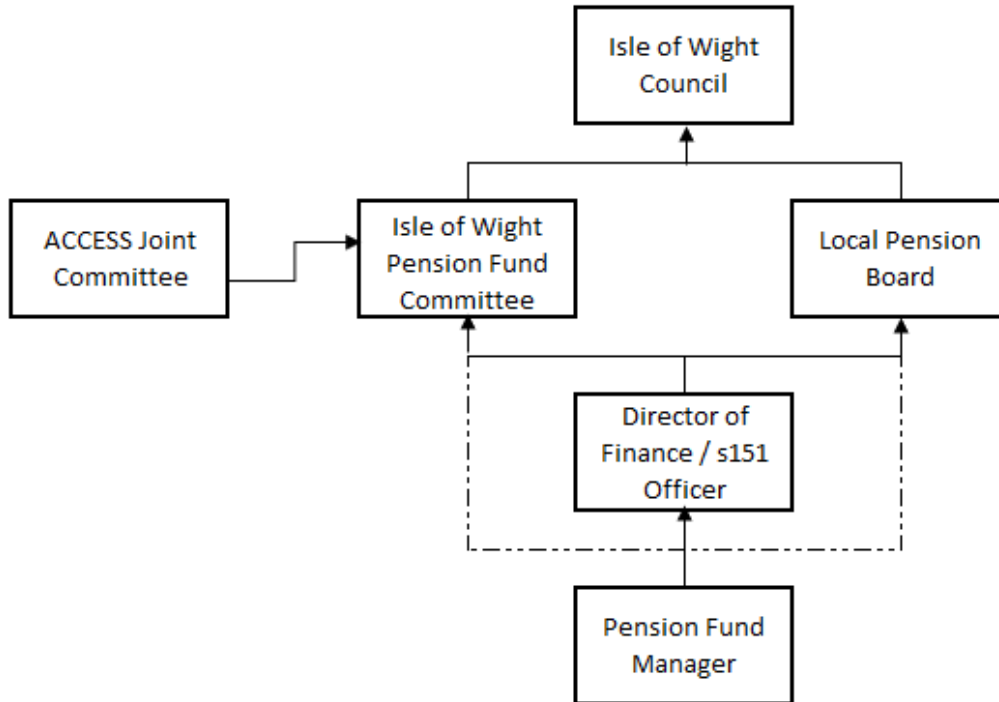 Isle of Wight
Council
ACCESS Joint
Committee
Isle of Wight
Pension Fund
Committee
Local Pension
Board
Director of
Finance / s151
Officer
Pension Fund
Manager